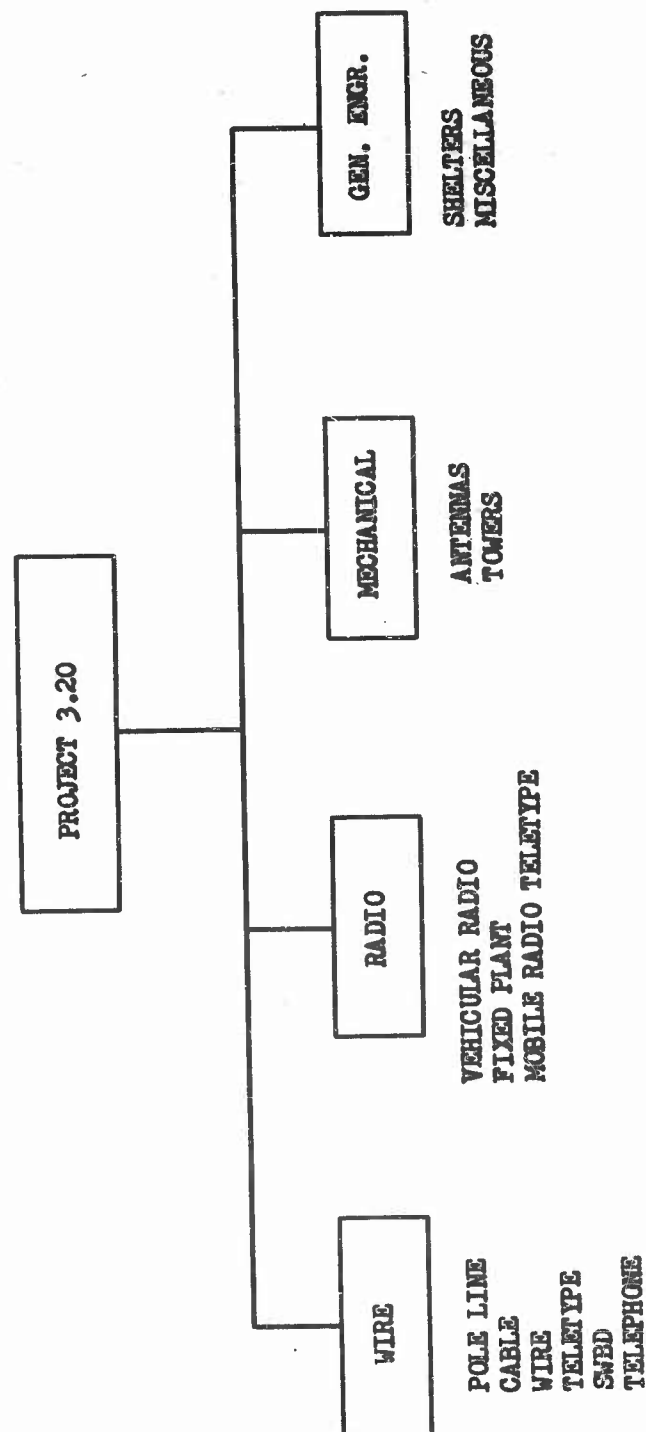 PROJECT 3.20
WIRE
POLE LINE
CABLE
WIRE
TELETYPE
SWBD
TELEPHONE
RADIO
VEHICULAR RADIO
FIXED PLANT
MOBILE RADIO TELETYPE
MECHANICAL
ANTENNAS
TOWERS
GEN. ENGR.
SHELTERS
MISCELLANEOUS